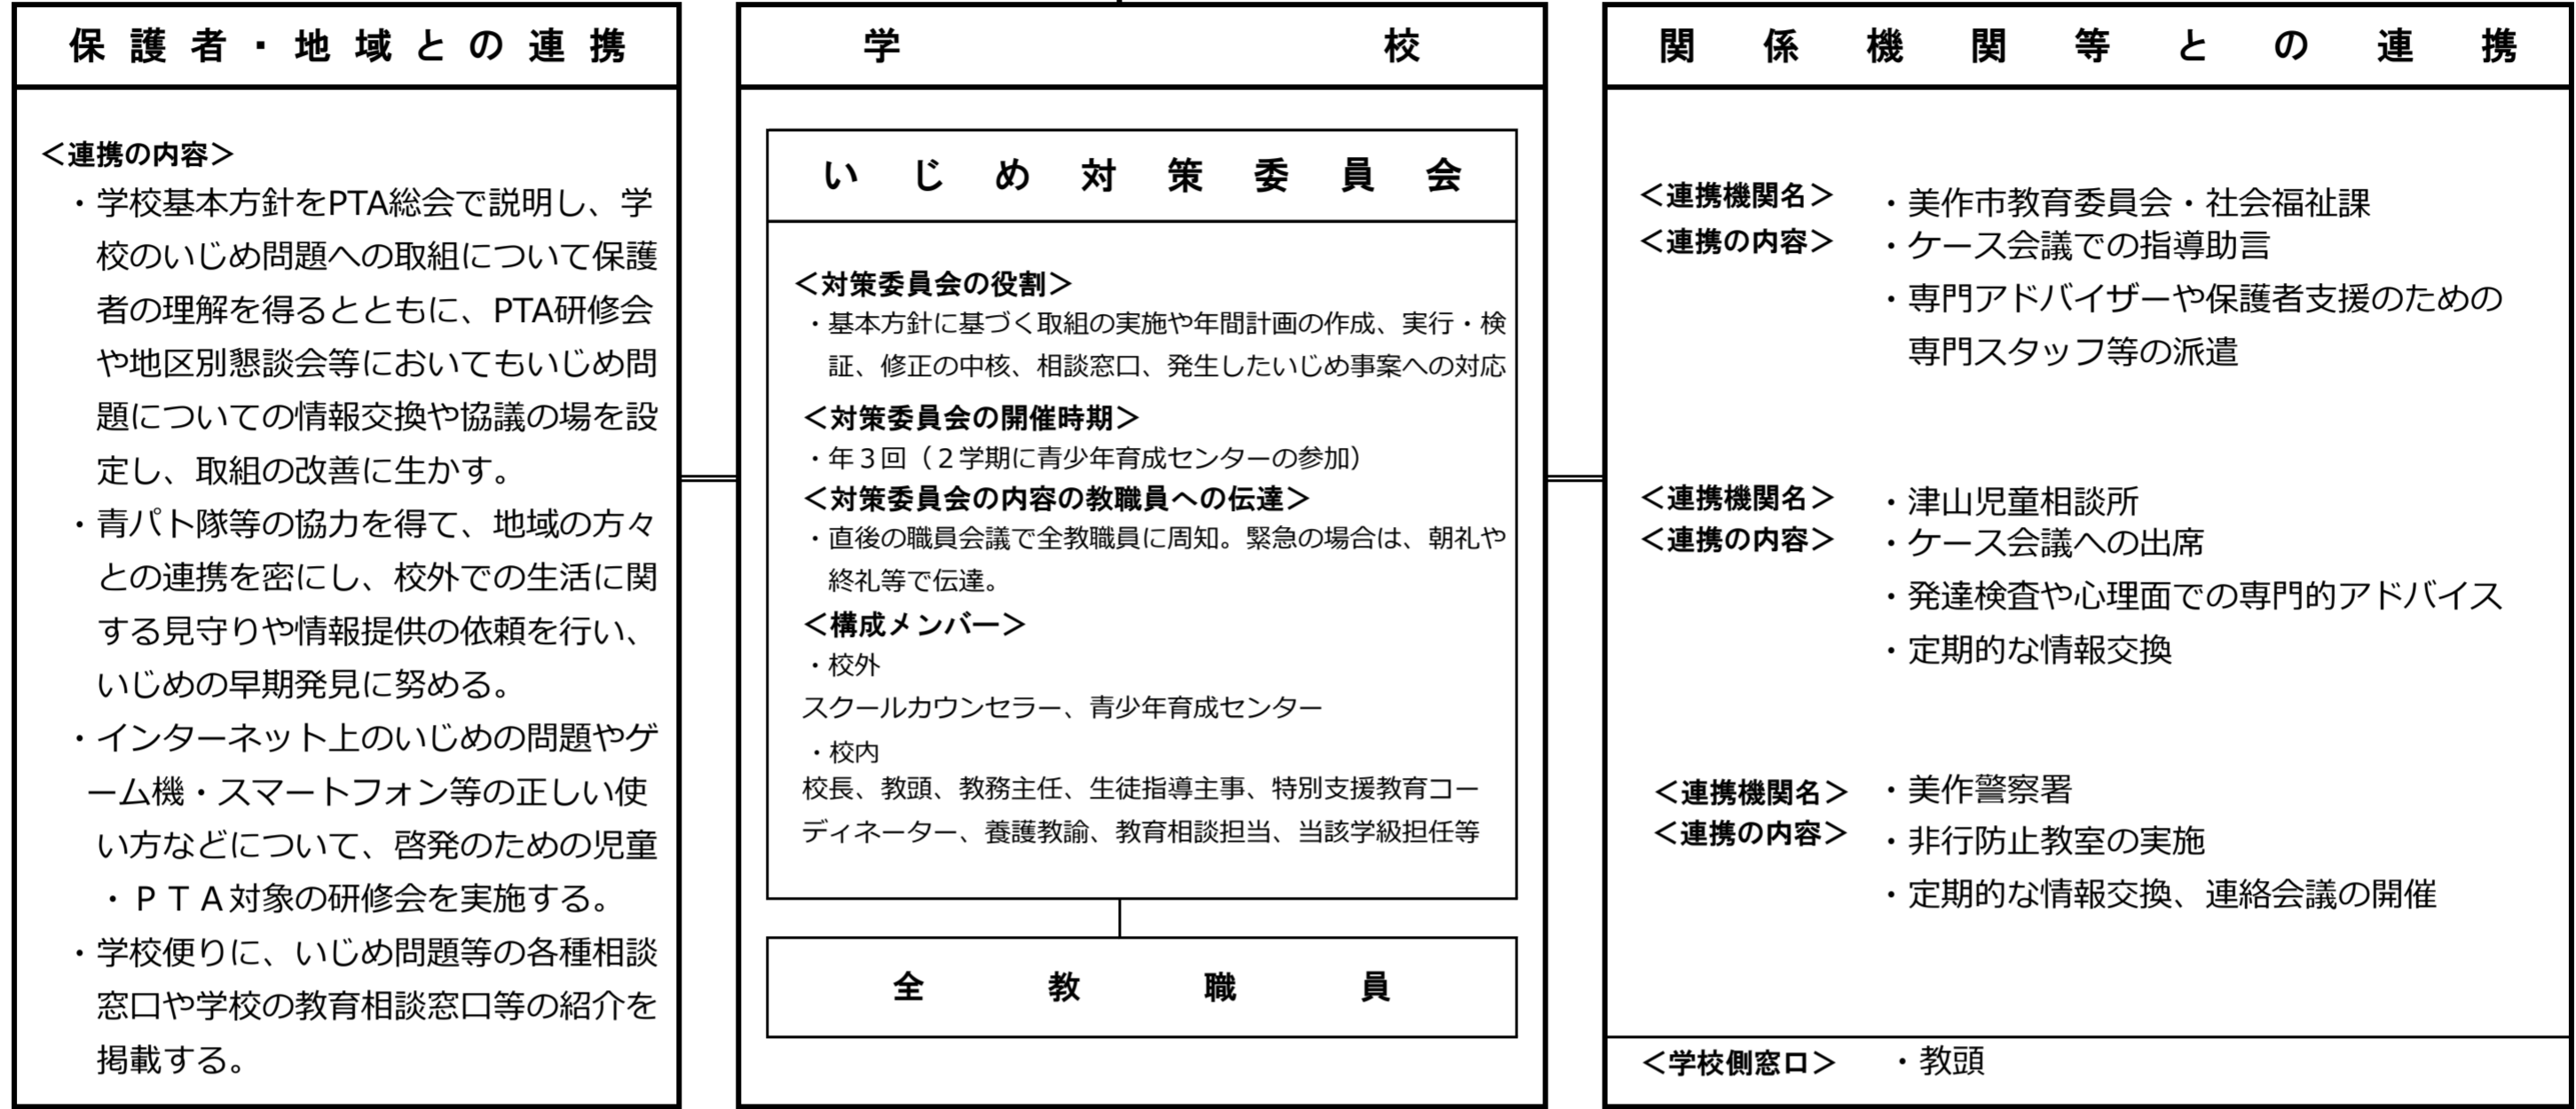 保護者・地域との連携
＜連携の内容＞
・学校基本方針をPTA総会で説明し、学
校のいじめ問題への取組について保護
者の理解を得るとともに、PTA研修会
や地区別懇談会等においてもいじめ問
題についての情報交換や協議の場を設
定し、取組の改善に生かす。
・青パト隊等の協力を得て、地域の方々
との連携を密にし、校外での生活に関
する見守りや情報提供の依頼を行い、
いじめの早期発見に努める。
・インターネット上のいじめの問題やゲ
ーム機・スマートフォン等の正しい使
い方などについて、啓発のための児童
・ＰＴＡ対象の研修会を実施する。
・学校便りに、いじめ問題等の各種相談
窓口や学校の教育相談窓口等の紹介を
掲載する。
学校
いじめ対策委員会
＜対策委員会の役割＞
・基本方針に基づく取組の実施や年間計画の作成、実行・検
証、修正の中核、相談窓口、発生したいじめ事案への対応
＜対策委員会の開催時期＞
・年３回（２学期に青少年育成センターの参加）
＜対策委員会の内容の教職員への伝達＞
・直後の職員会議で全教職員に周知。緊急の場合は、朝礼や
終礼等で伝達。
＜構成メンバー＞
・校外
スクールカウンセラー、青少年育成センター
・校内
校長、教頭、教務主任、生徒指導主事、特別支援教育コー
ディネーター、養護教諭、教育相談担当、当該学級担任等
全教職員
関係機関等との連携
＜連携機関名＞ ・美作市教育委員会・社会福祉課
＜連携の内容＞ ・ケース会議での指導助言
・専門アドバイザーや保護者支援のための
専門スタッフ等の派遣
＜連携機関名＞ ・津山児童相談所
＜連携の内容＞ ・ケース会議への出席
・発達検査や心理面での専門的アドバイス
・定期的な情報交換
＜連携機関名＞ ・美作警察署
＜連携の内容＞ ・非行防止教室の実施
・定期的な情報交換、連絡会議の開催
＜学校側窓口＞ ・教頭